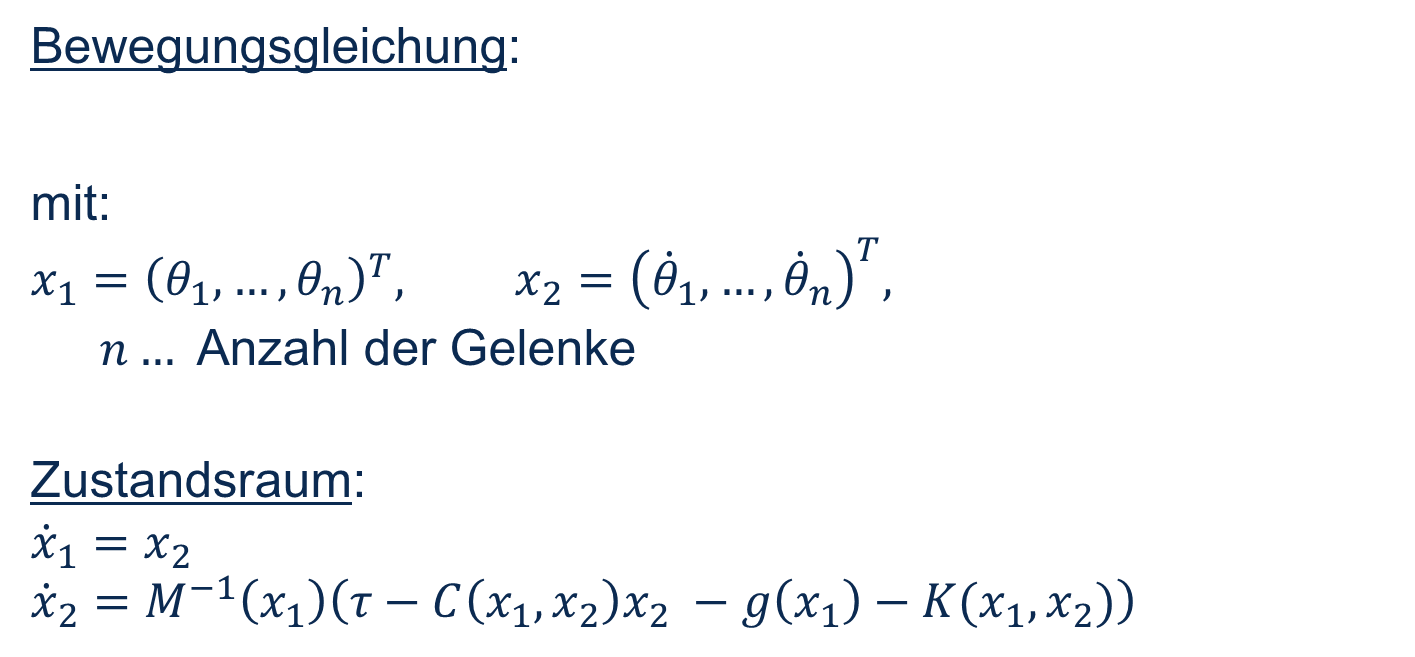 Bewegungsgleichung:
mit:
x₁ = (θ₁, … , θₙ)ᵀ, x₂ = (θ̇₁, … , θ̇ₙ)ᵀ,
n … Anzahl der Gelenke
Zustandsraum:
ẋ₁ = x₂
ẋ₂ = M⁻¹(x₁)(τ − C(x₁, x₂)x₂ − g(x₁) − K(x₁, x₂))